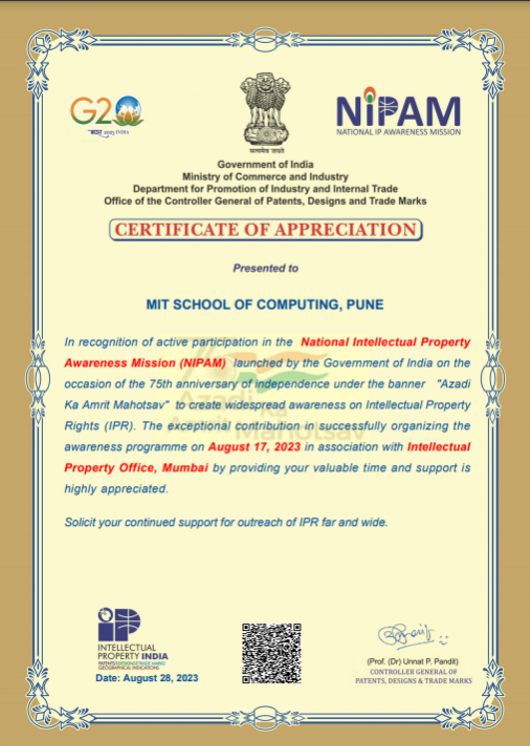 G20
भारत 2023 INDIA
सत्यमेव जयते
NiPAM
NATIONAL IP AWARENESS MISSION
Government of India
Ministry of Commerce and Industry
Department for Promotion of Industry and Internal Trade
Office of the Controller General of Patents, Designs and Trade Marks
CERTIFICATE OF APPRECIATION
Presented to
MIT SCHOOL OF COMPUTING, PUNE
In recognition of active participation in the National Intellectual Property
Awareness Mission (NIPAM) launched by the Government of India on the
occasion of the 75th anniversary of independence under the banner "Azadi
Ka Amrit Mahotsav" to create widespread awareness on Intellectual Property
Rights (IPR). The exceptional contribution in successfully organizing the
awareness programme on August 17, 2023 in association with Intellectual
Property Office, Mumbai by providing your valuable time and support is
highly appreciated.
Azadi Ka
Amrit Mahotsav
Solicit your continued support for outreach of IPR far and wide.
iP
INTELLECTUAL
PROPERTY INDIA
PATENTS|DESIGNS|TRADE MARKS
GEOGRAPHICAL INDICATIONS
Date: August 28, 2023
(Prof. (Dr) Unnat P. Pandit)
CONTROLLER GENERAL OF
PATENTS, DESIGNS & TRADE MARKS